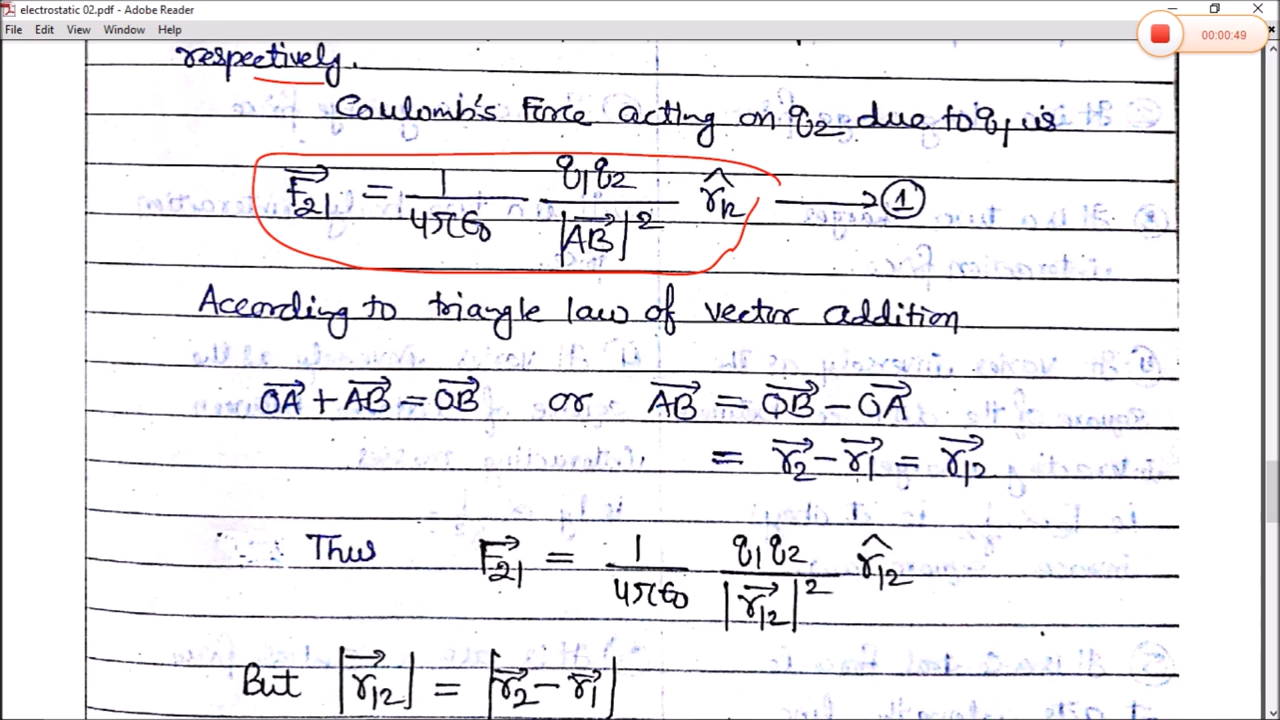 electrostatic 02.pdf - Adobe Reader
File Edit View Window Help
00:00:49
respectively.
Coulomb's Force acting on q2 due to q1 is
→F21 = 1/4πϵ0 q1q2/|→AB|² r̂12 → ①
According to triangle law of vector addition
→OA + →AB = →OB or →AB = →OB − →OA
= →r2 − →r1 = →r12
Thus →F21 = 1/4πϵ0 q1q2/|→r12|² r̂12
But |→r12| = |→r2 − →r1|